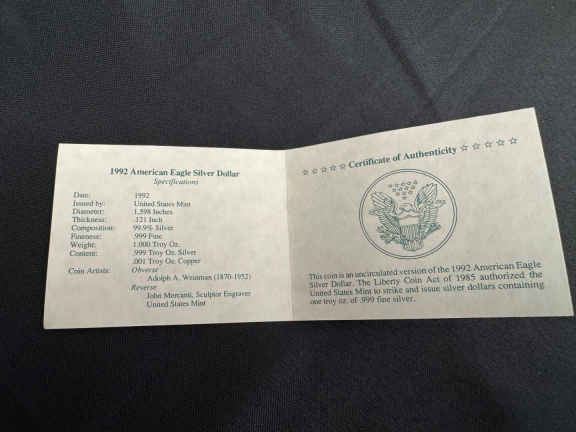 1992 American Eagle Silver Dollar
Specifications
Date: 1992
Issued by: United States Mint
Diameter: 1.598 Inches
Thickness: .121 Inch
Composition: 99.9% Silver
Fineness: .999 Fine
Weight: 1.000 Troy Oz.
Content: .999 Troy Oz. Silver
.001 Troy Oz. Copper
Coin Artists: Obverse
Adolph A. Weinman (1870-1952)
Reverse
John Mercanti, Sculptor Engraver
United States Mint
☆ ☆ ☆ ☆ ☆ Certificate of Authenticity ☆ ☆ ☆ ☆ ☆
This coin is an uncirculated version of the 1992 American Eagle
Silver Dollar. The Liberty Coin Act of 1985 authorized the
United States Mint to strike and issue silver dollars containing
one troy oz. of .999 fine silver.